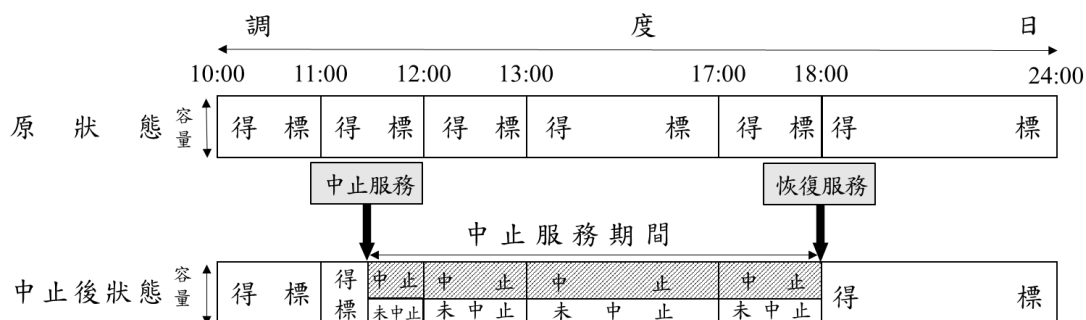 調 度 日
10:00 11:00 12:00 13:00 17:00 18:00 24:00
原 狀 態 容量 得 標 得 標 得 標 得 標 得 標 得 標
中止服務 恢復服務
中止服務期間
中止後狀態 容量 得 標 得標 中止 中 止 中 止 中 止 得 標
未中止 未中止 未 中 止 未中止